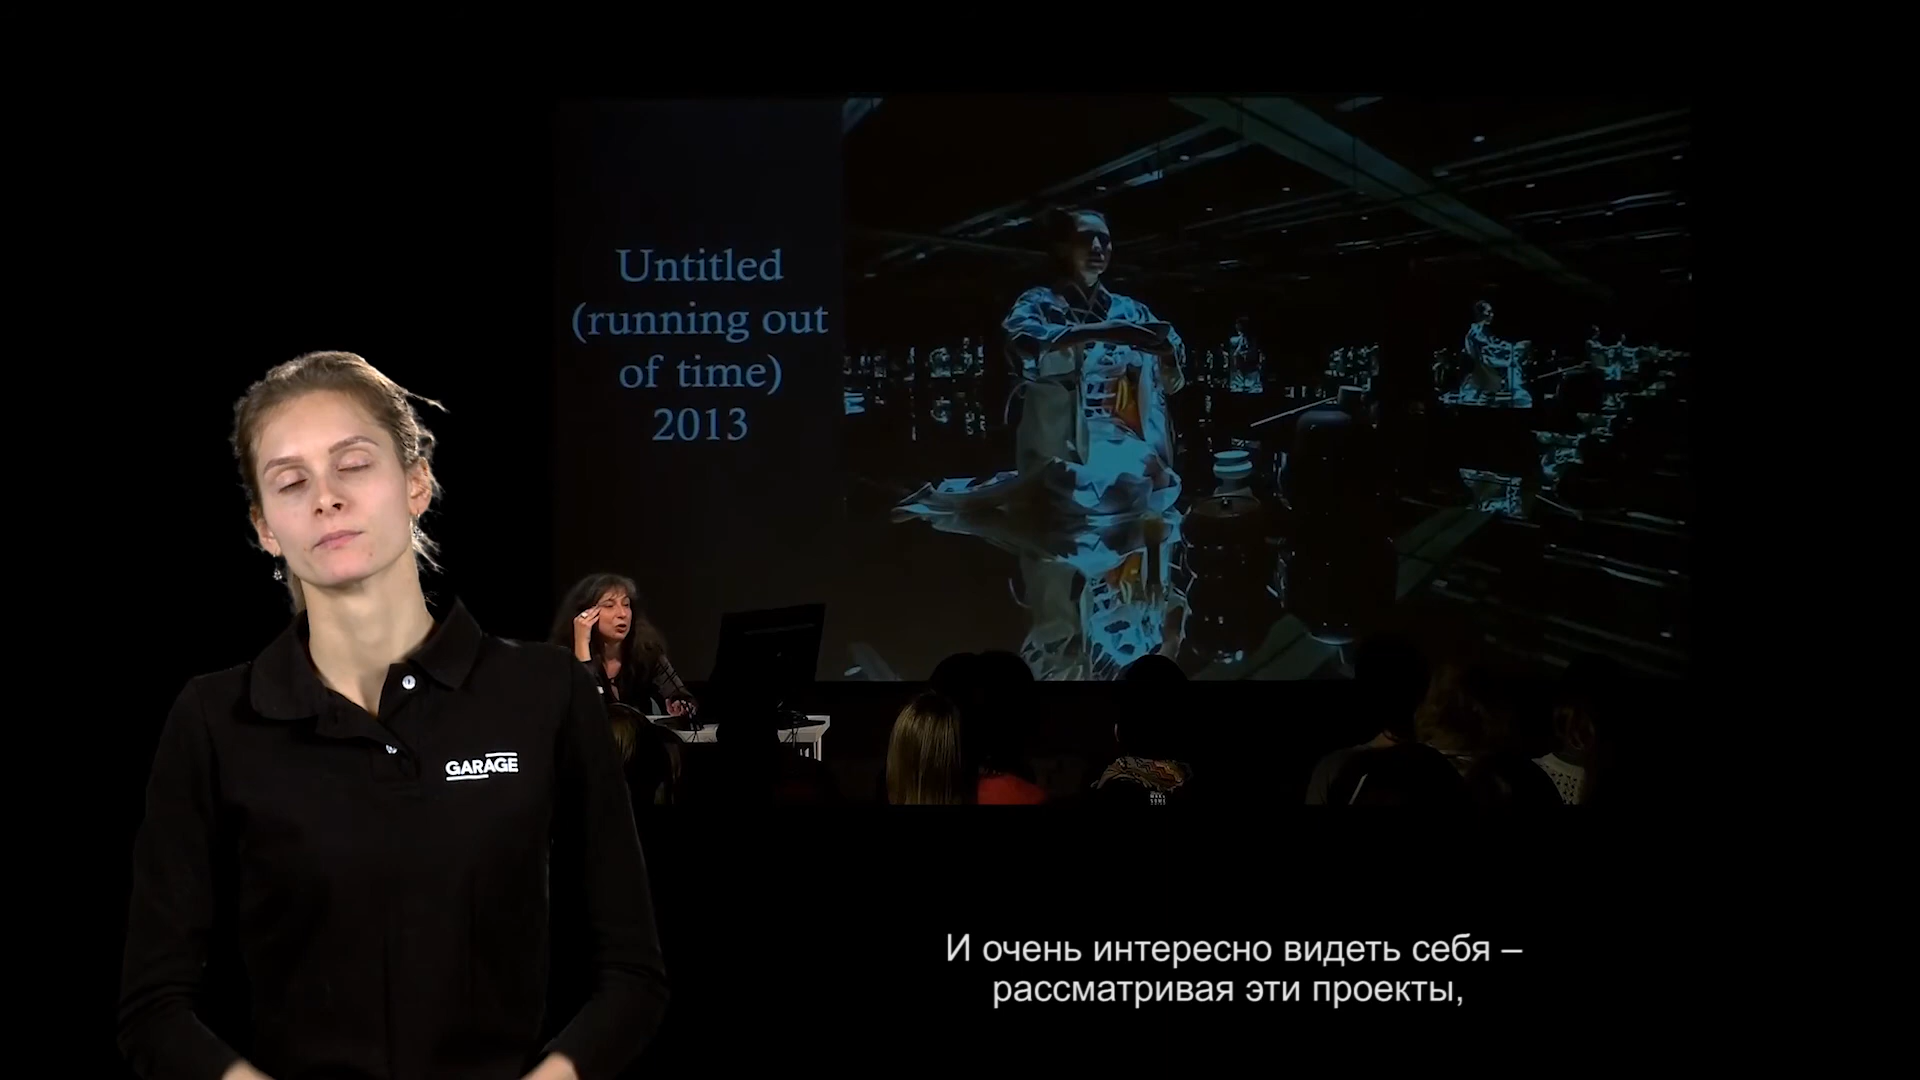 Untitled
(running out
of time)
2013
GARAGE
И очень интересно видеть себя –
рассматривая эти проекты,